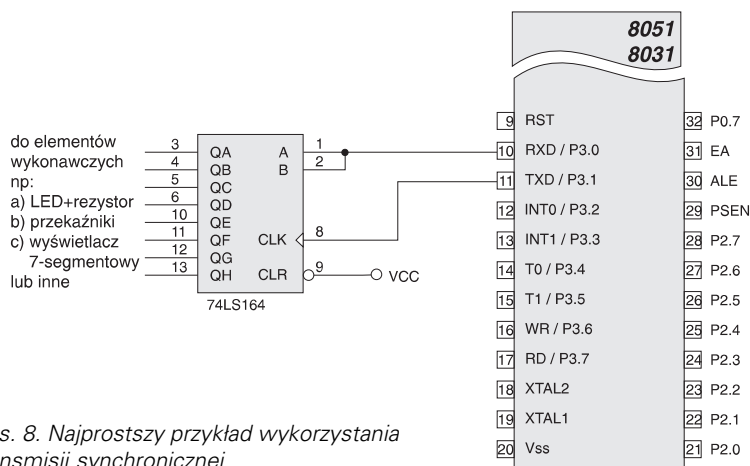 8051
8031
do elementów
wykonawczych
np:
a) LED+rezystor
b) przekaźniki
c) wyświetlacz
7-segmentowy
lub inne
3 QA A 1
4 QB B 2
5 QC
6 QD
10 QE
11 QF CLK 8
12 QG
13 QH CLR 9 VCC
74LS164
9 RST 32 P0.7
10 RXD / P3.0 31 EA
11 TXD / P3.1 30 ALE
12 INT0 / P3.2 29 PSEN
13 INT1 / P3.3 28 P2.7
14 T0 / P3.4 27 P2.6
15 T1 / P3.5 26 P2.5
16 WR / P3.6 25 P2.4
17 RD / P3.7 24 P2.3
18 XTAL2 23 P2.2
19 XTAL1 22 P2.1
20 Vss 21 P2.0
s. 8. Najprostszy przykład wykorzystania
nsmisji synchronicznej